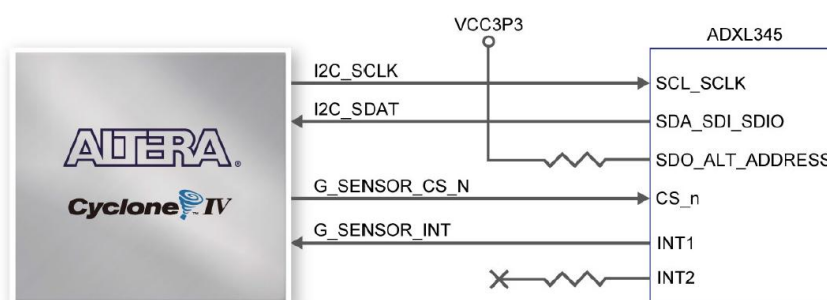 VCC3P3
ADXL345
I2C_SCLK
SCL_SCLK
I2C_SDAT
SDA_SDI_SDIO
SDO_ALT_ADDRESS
ALTERA.
Cyclone IV
G_SENSOR_CS_N
CS_n
G_SENSOR_INT
INT1
INT2